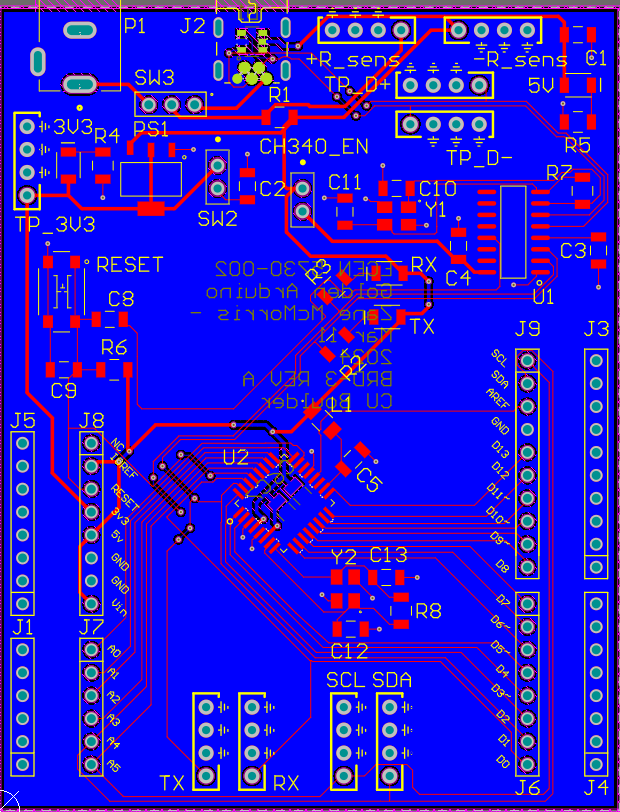 P1
J2
+R_sens
-R_sens
C1
SW3
TP_D+
5V
3V3
R4
PS1
R1
R5
CH340_EN
TP_D-
R7
C2
C11
C10
Y1
SW2
TP_3V3
C4
C3
RESET
R3
RX
U1
C8
TX
EGEN 5730-002
Golden Arduino
Zane McMorris -
Mar 11
2024
BRD 3 REV A
CU Boulder
R2
J9
J3
R6
C9
L1
J5
J8
U2
C5
SCL
SDA
AREF
GND
D13
D12
D11~
D10~
D9~
D8
NC
IOREF
RESET
3v3
5v
GND
GND
Vin
Y2
C13
R8
C12
J1
J7
A0
A1
A2
A3
A4
A5
D7
D6~
D5~
D4
D3~
D2
D1
D0
SCL
SDA
TX
RX
J6
J4